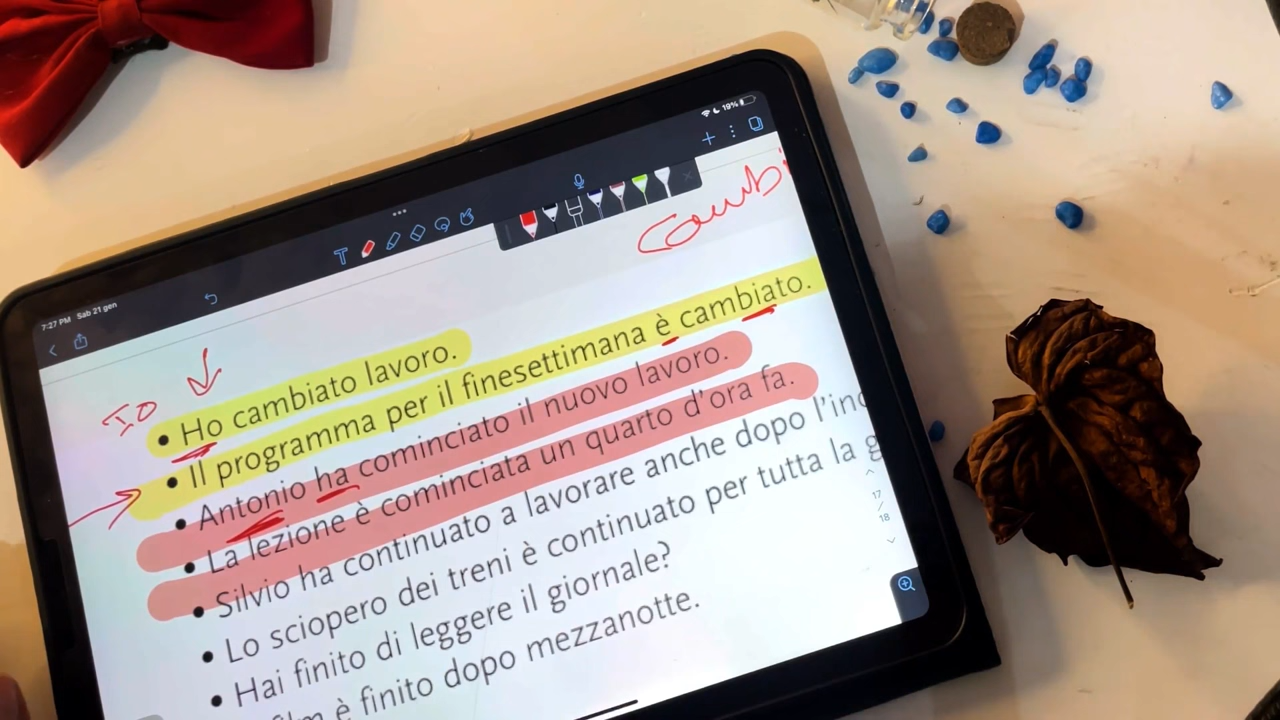 19%
7:27 PM Sab 21 gen
Io
• Ho cambiato lavoro.
• Il programma per il finesettimana è cambiato.
• Antonio ha cominciato il nuovo lavoro.
• La lezione è cominciata un quarto d'ora fa.
• Silvio ha continuato a lavorare anche dopo l'inc
• Lo sciopero dei treni è continuato per tutta la g
• Hai finito di leggere il giornale?
film è finito dopo mezzanotte.
17
/
18